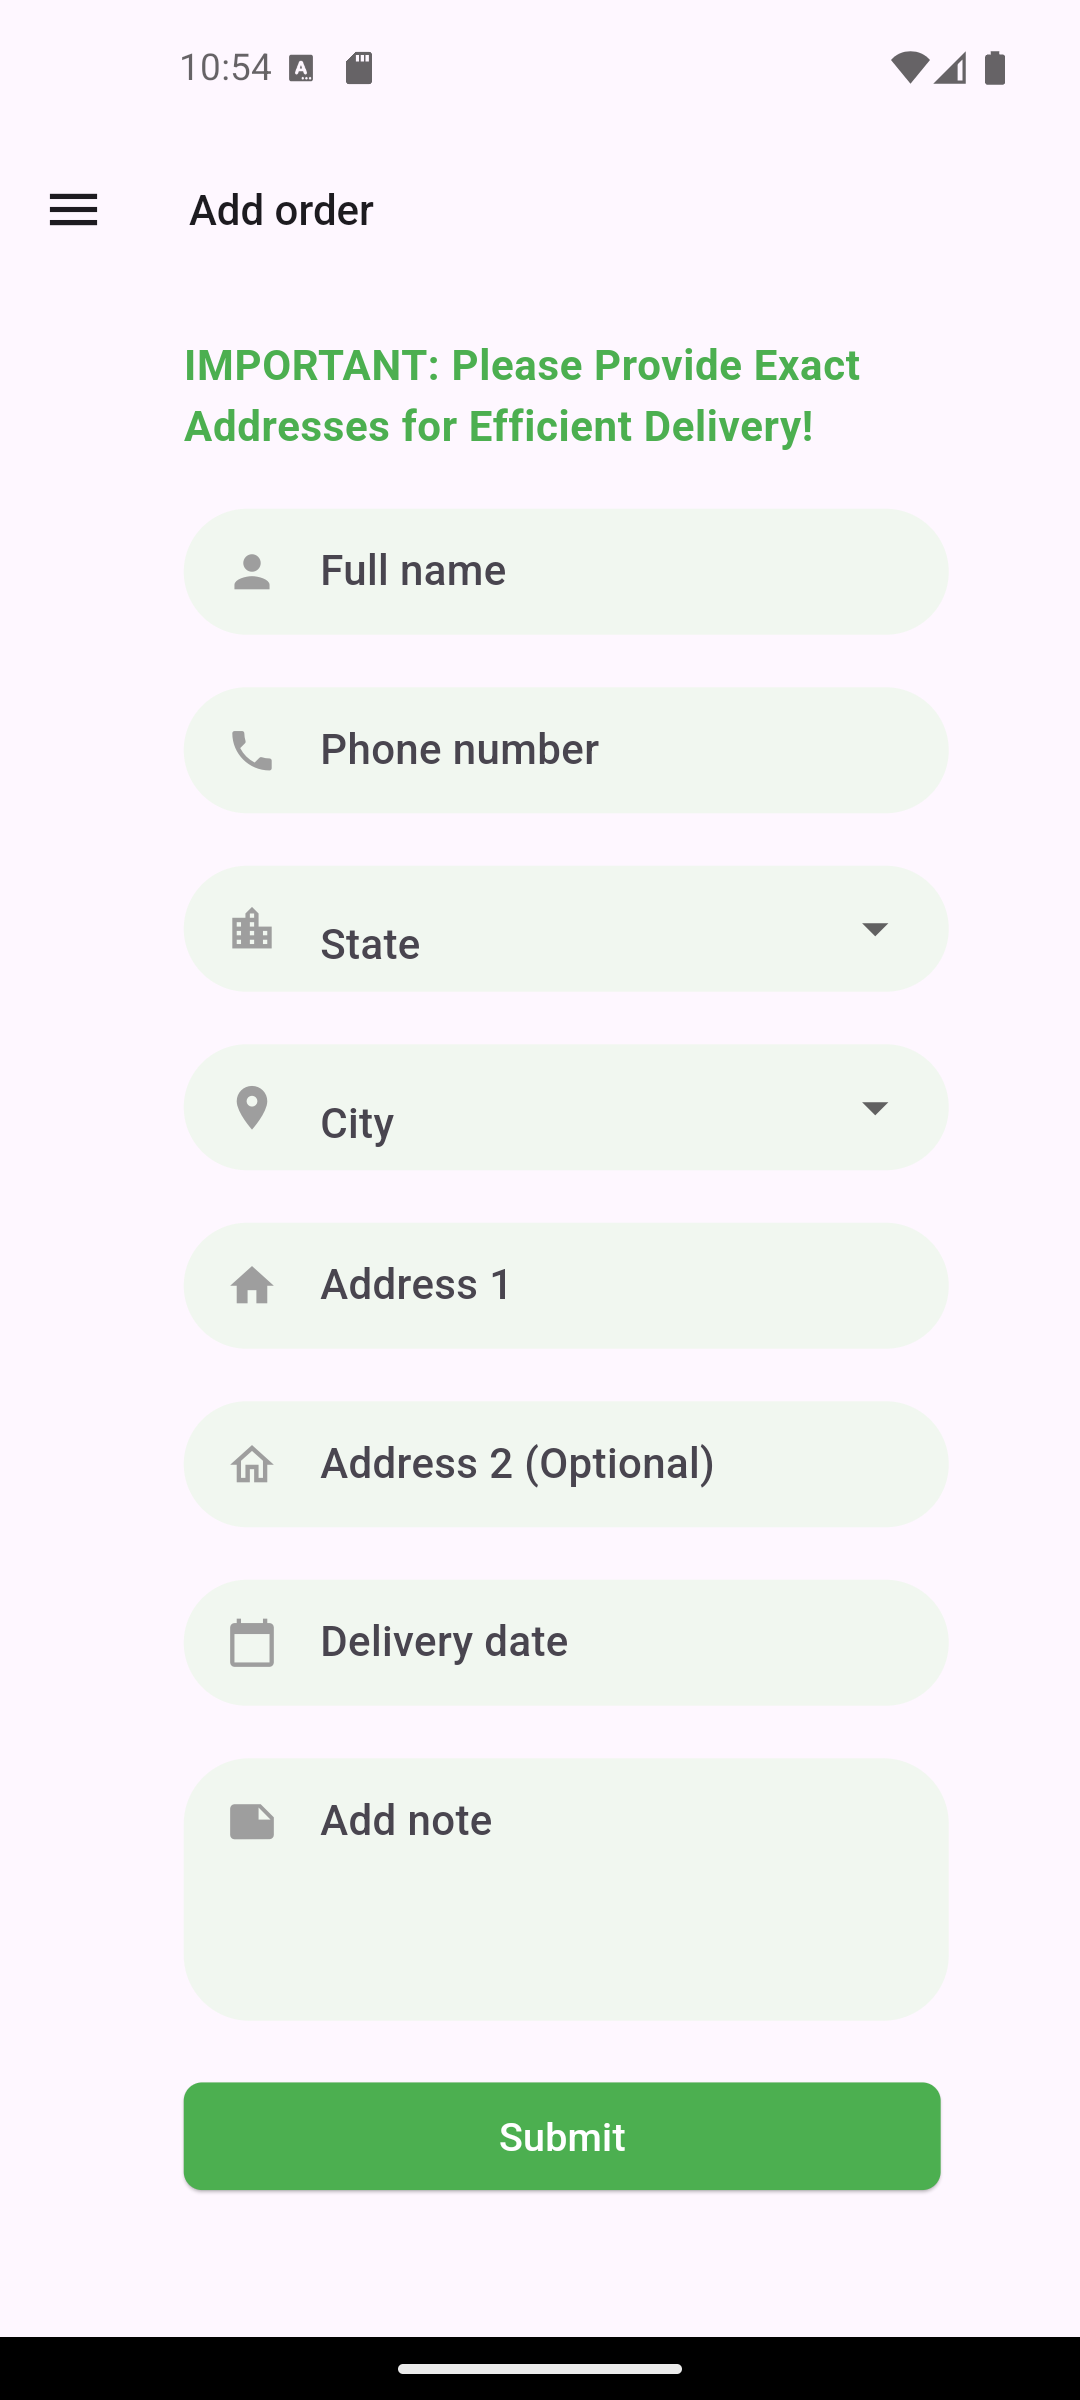 10:54
Add order
IMPORTANT: Please Provide Exact
Addresses for Efficient Delivery!
Full name
Phone number
State
City
Address 1
Address 2 (Optional)
Delivery date
Add note
Submit